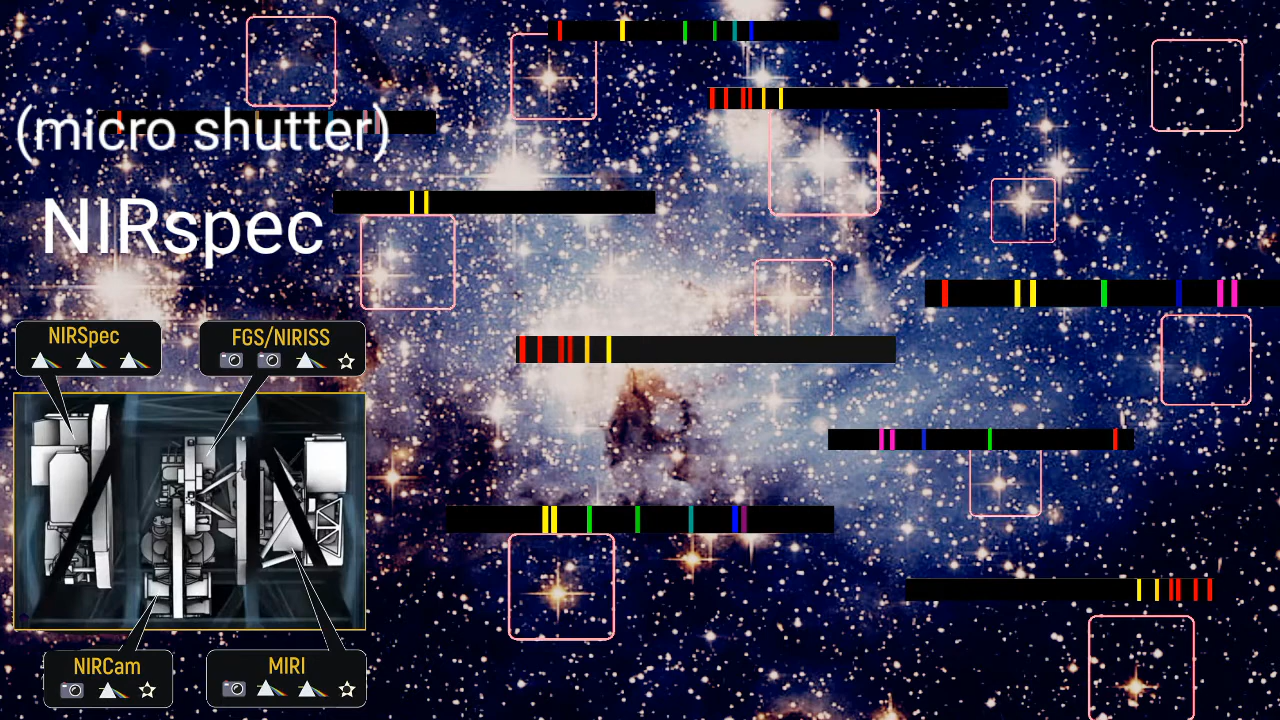 (micro shutter)
NIRspec
NIRSpec
FGS/NIRISS
NIRCam
MIRI